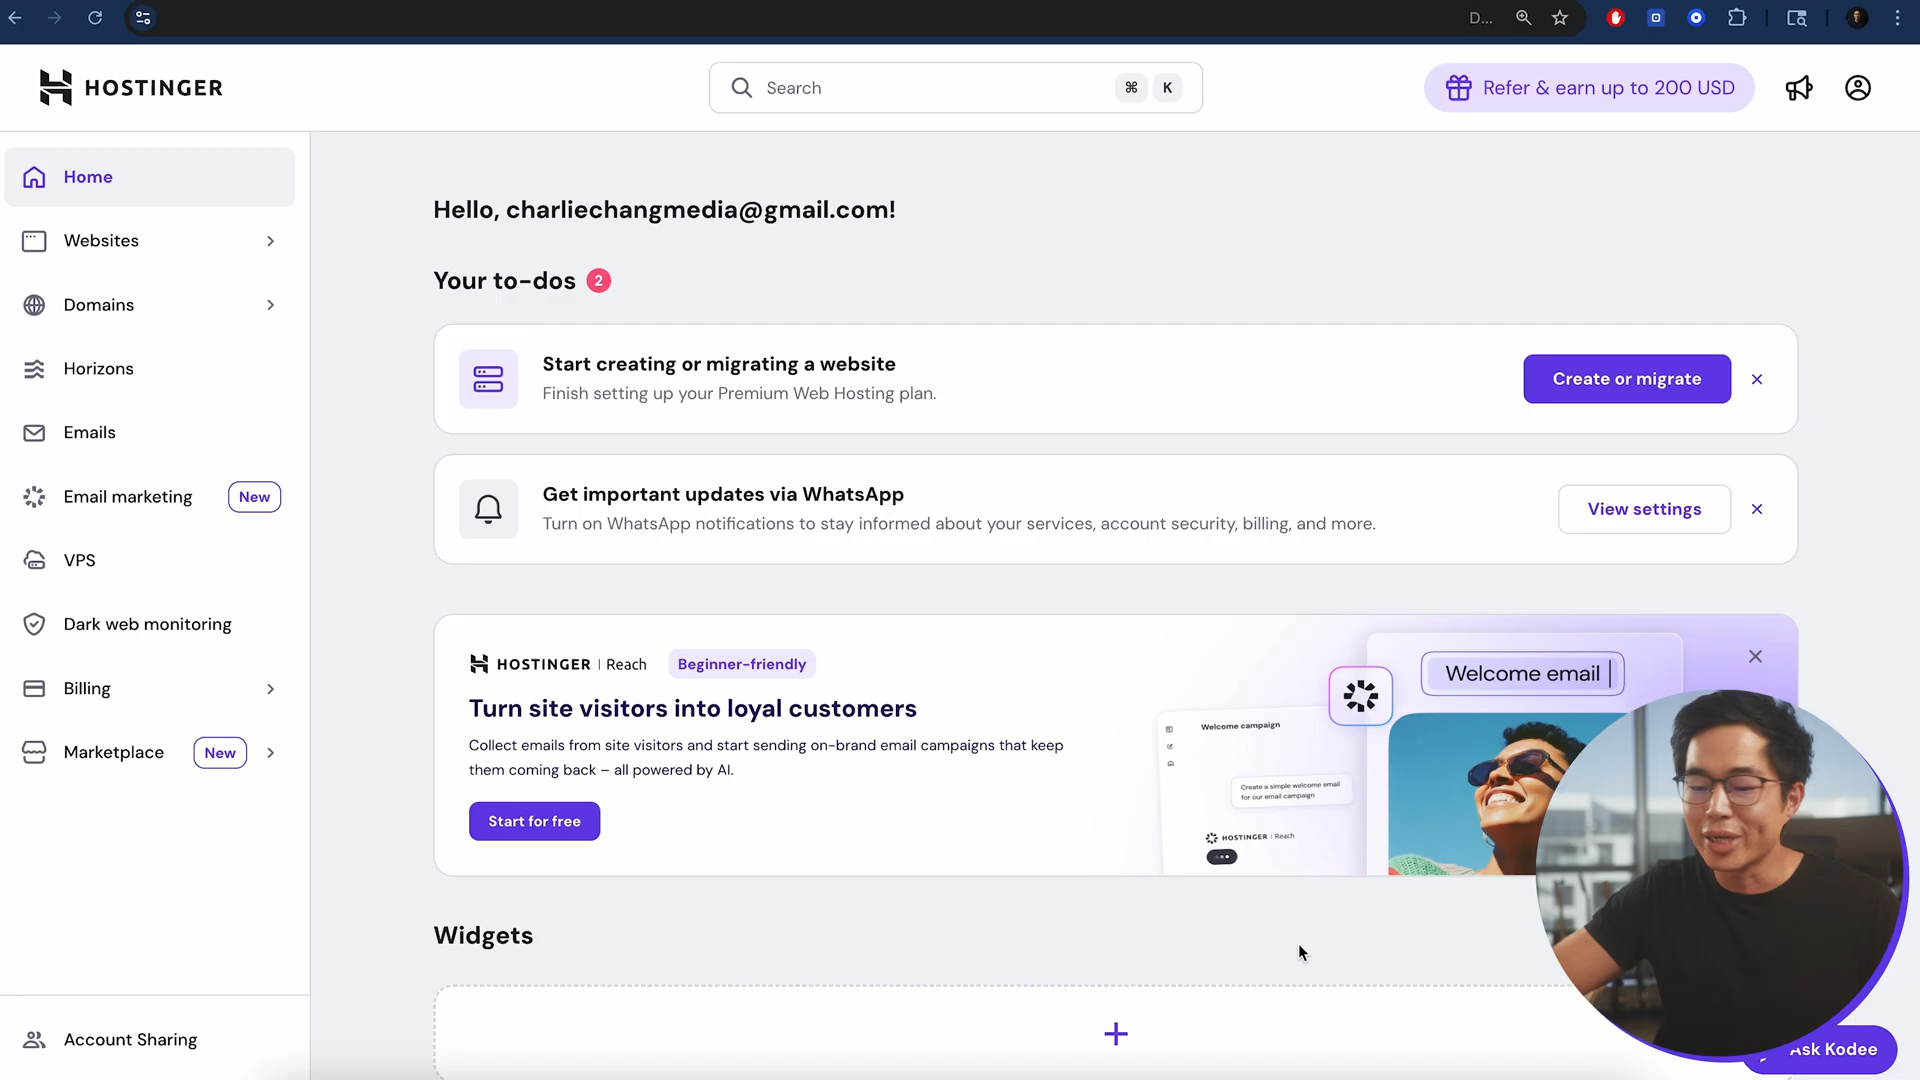 D...
HOSTINGER
Search
⌘ K
Refer & earn up to 200 USD
Home
Websites
Domains
Horizons
Emails
Email marketing New
VPS
Dark web monitoring
Billing
Marketplace New
Account Sharing
Hello, charliechangmedia@gmail.com!
Your to-dos 2
Start creating or migrating a website
Finish setting up your Premium Web Hosting plan.
Create or migrate
Get important updates via WhatsApp
Turn on WhatsApp notifications to stay informed about your services, account security, billing, and more.
View settings
HOSTINGER | Reach Beginner-friendly
Turn site visitors into loyal customers
Collect emails from site visitors and start sending on-brand email campaigns that keep
them coming back – all powered by AI.
Start for free
Welcome email
Welcome campaign
Create a simple welcome email
for our email campaign
HOSTINGER | Reach
Widgets
Ask Kodee